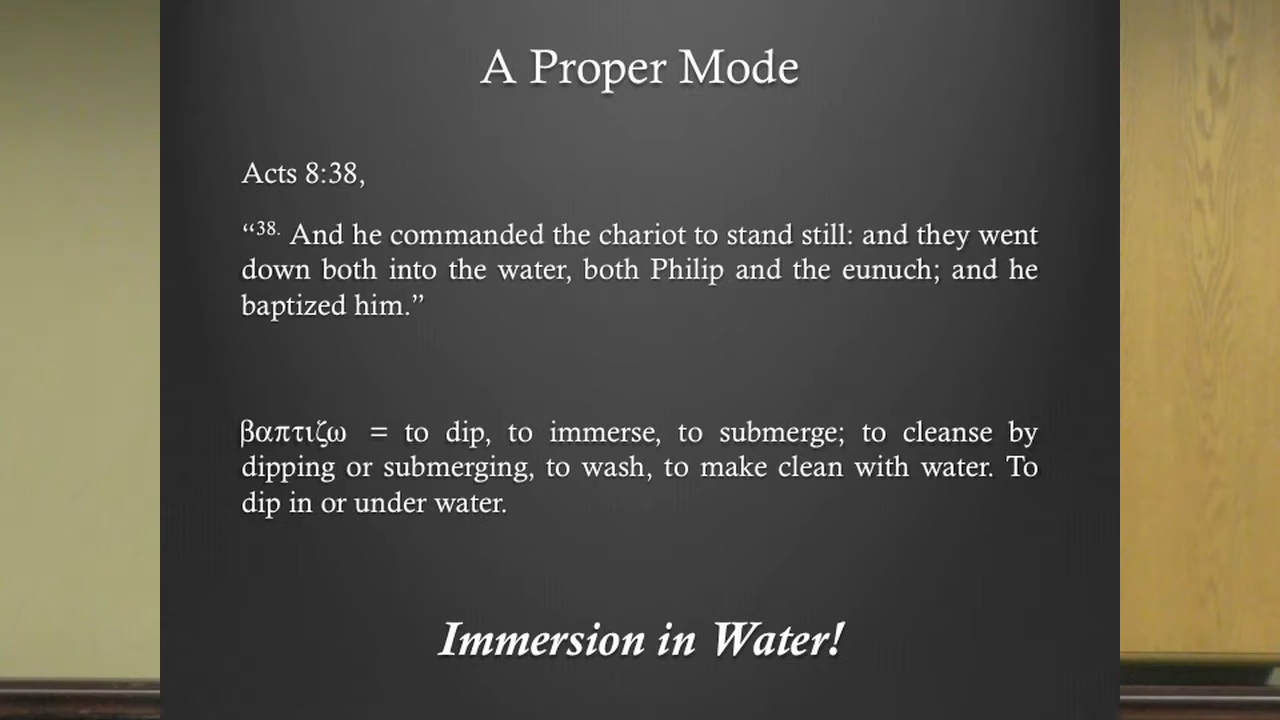 A Proper Mode
Acts 8:38,
“38. And he commanded the chariot to stand still: and they went
down both into the water, both Philip and the eunuch; and he
baptized him.”
βαπτιζω = to dip, to immerse, to submerge; to cleanse by
dipping or submerging, to wash, to make clean with water. To
dip in or under water.
Immersion in Water!